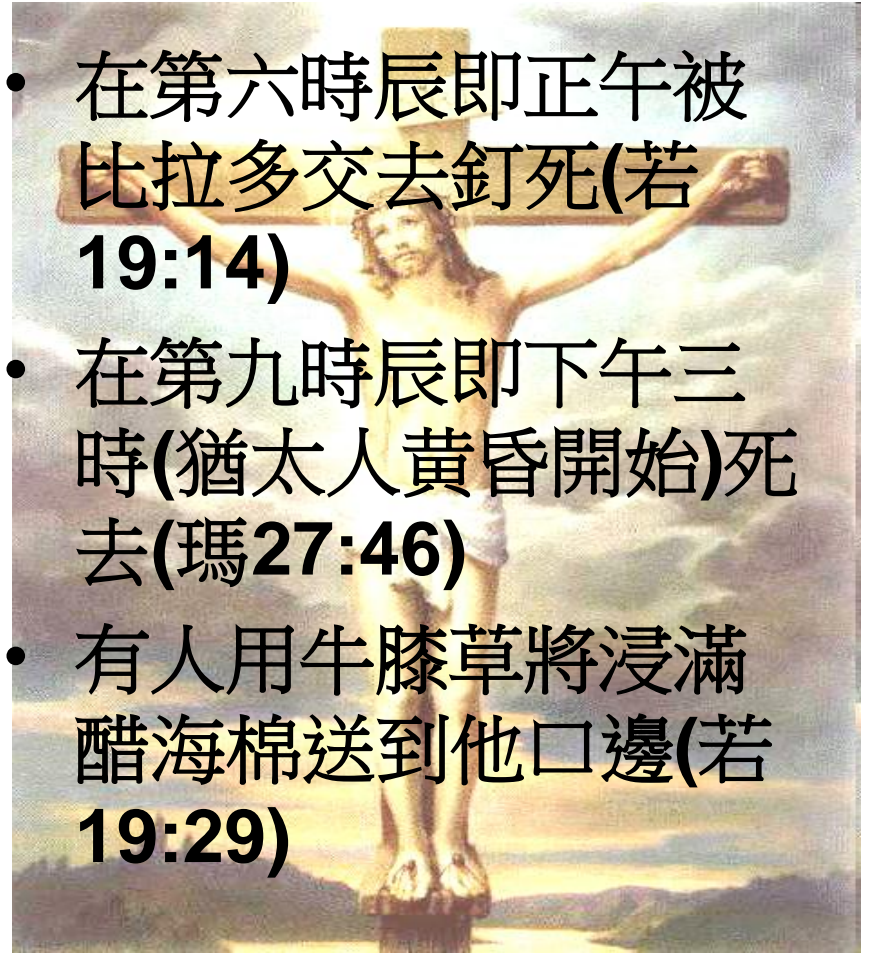 • 在第六時辰即正午被
比拉多交去釘死(若
19:14)
• 在第九時辰即下午三
時(猶太人黄昏開始)死
去(瑪27:46)
• 有人用牛膝草將浸滿
醋海棉送到他口邊(若
19:29)